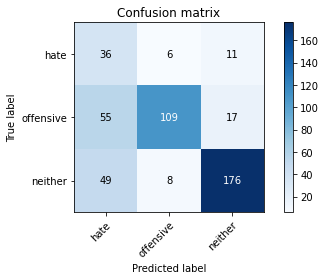 Confusion matrix
True label
hate 36 6 11
offensive 55 109 17
neither 49 8 176
hate offensive neither
Predicted label
160
140
120
100
80
60
40
20